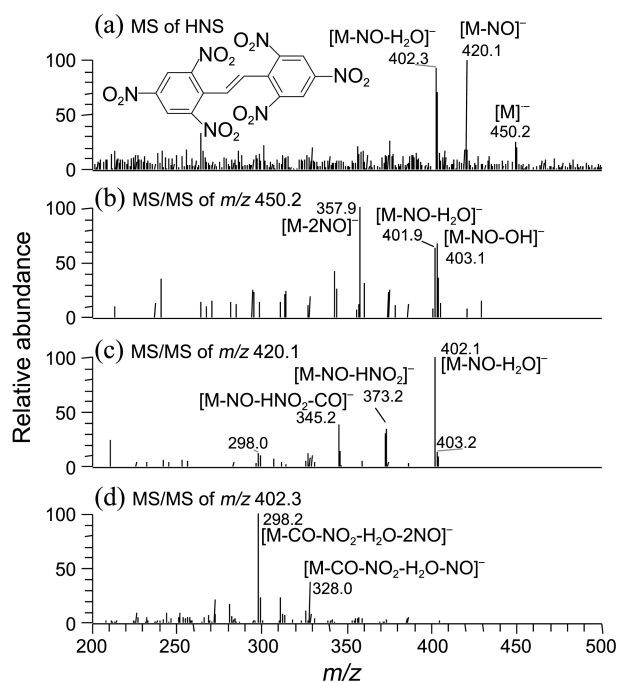 (a) MS of HNS
[M-NO-H₂O]⁻
402.3
[M-NO]⁻
420.1
[M]·⁻
450.2
NO₂
NO₂
O₂N
NO₂
O₂N
NO₂
100
50
0
(b) MS/MS of m/z 450.2
357.9
[M-2NO]⁻
[M-NO-H₂O]⁻
401.9
[M-NO-OH]⁻
403.1
100
50
0
(c) MS/MS of m/z 420.1
402.1
[M-NO-H₂O]⁻
[M-NO-HNO₂]⁻
373.2
[M-NO-HNO₂-CO]⁻
345.2
298.0
403.2
100
50
0
(d) MS/MS of m/z 402.3
298.2
[M-CO-NO₂-H₂O-2NO]⁻
[M-CO-NO₂-H₂O-NO]⁻
328.0
100
50
0
200 250 300 350 400 450 500
m/z
Relative abundance